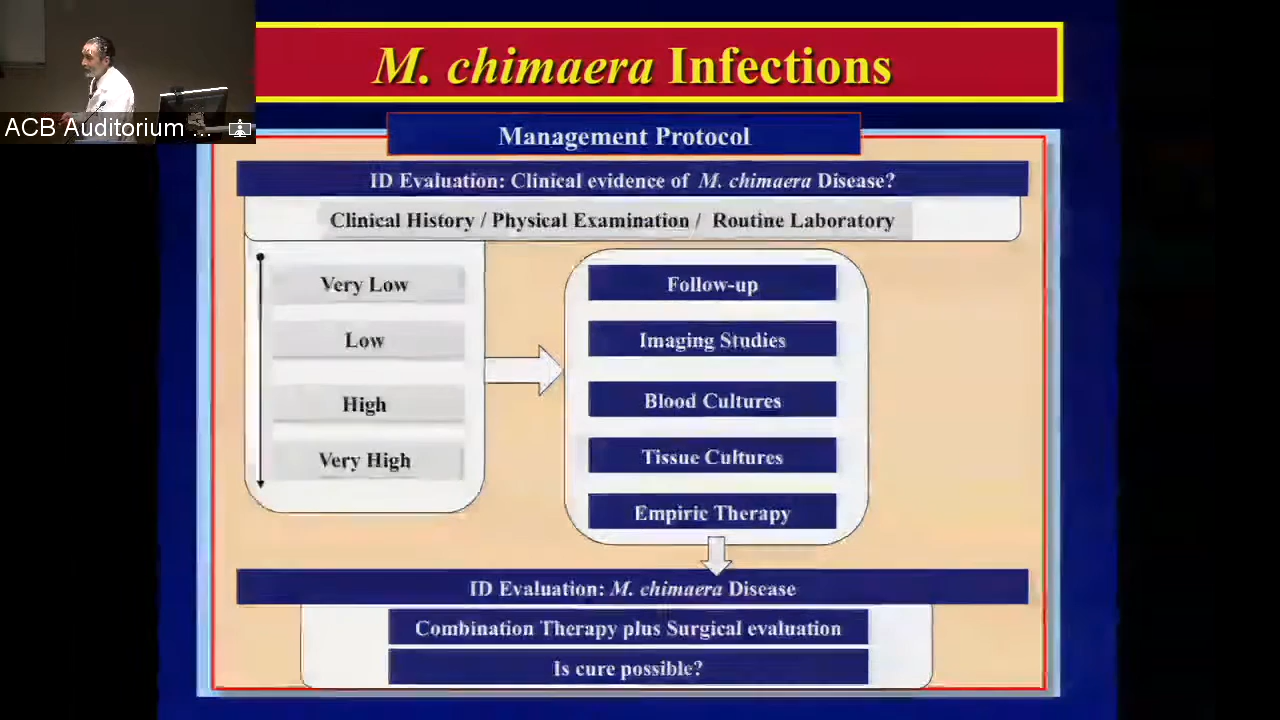 M. chimaera Infections
ACB Auditorium ...
Management Protocol
ID Evaluation: Clinical evidence of M. chimaera Disease?
Clinical History / Physical Examination / Routine Laboratory
Very Low
Low
High
Very High
Follow-up
Imaging Studies
Blood Cultures
Tissue Cultures
Empiric Therapy
ID Evaluation: M. chimaera Disease
Combination Therapy plus Surgical evaluation
Is cure possible?